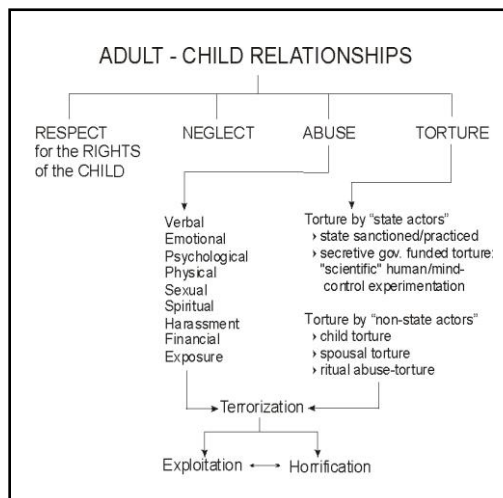 ADULT - CHILD RELATIONSHIPS
RESPECT
for the RIGHTS
of the CHILD
NEGLECT
ABUSE
TORTURE
Verbal
Emotional
Psychological
Physical
Sexual
Spiritual
Harassment
Financial
Exposure
Torture by “state actors”
state sanctioned/practiced
secretive gov. funded torture:
"scientific" human/mind-
control experimentation
Torture by “non-state actors”
child torture
spousal torture
ritual abuse-torture
Terrorization
Exploitation
Horrification